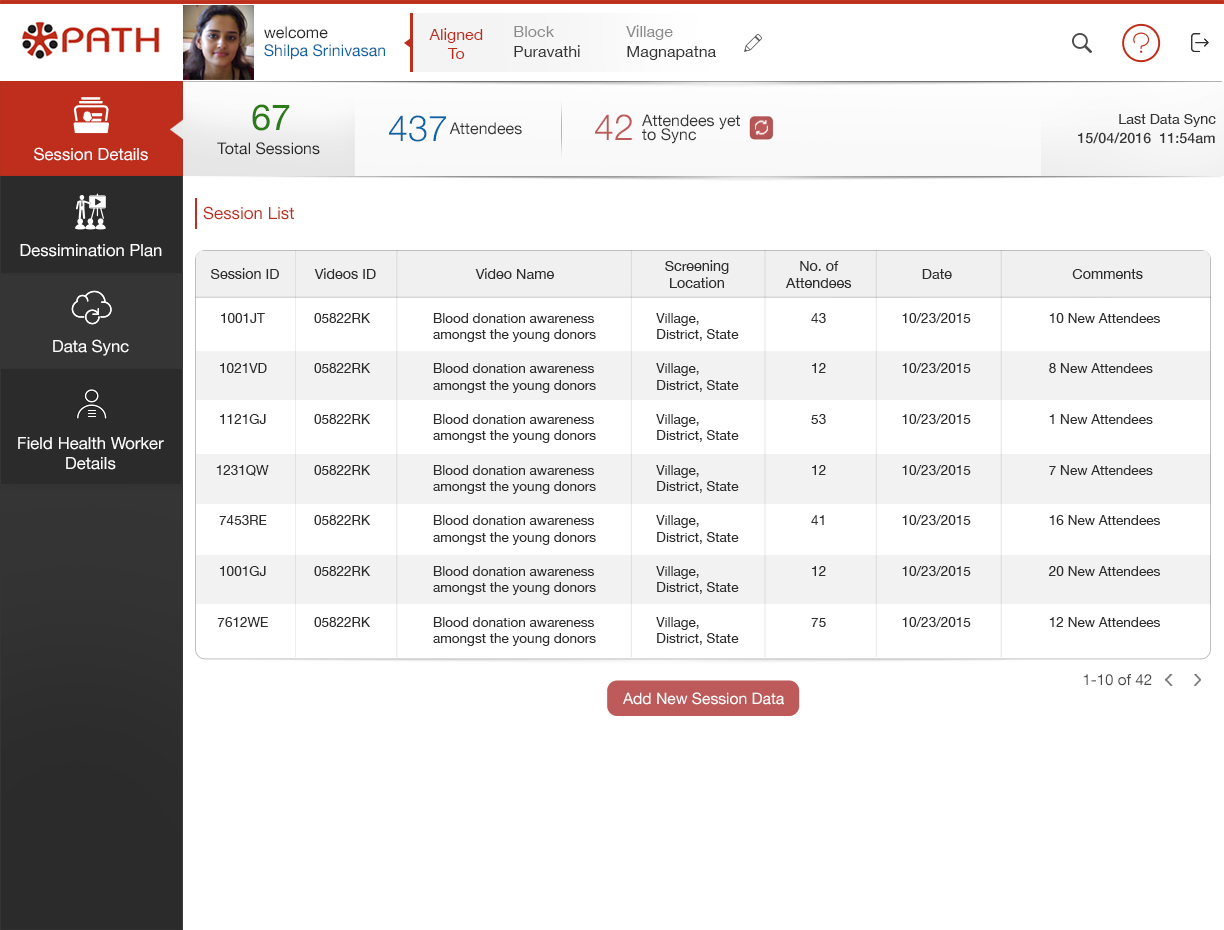 PATH
welcome
Shilpa Srinivasan
Aligned
To
Block
Puravathi
Village
Magnapatna
?
Session Details
Dessimination Plan
Data Sync
Field Health Worker
Details
67
Total Sessions
437 Attendees
42 Attendees yet
to Sync
Last Data Sync
15/04/2016 11:54am
Session List
Session ID Videos ID Video Name Screening Location No. of Attendees Date Comments
1001JT 05822RK Blood donation awareness Village, 43 10/23/2015 10 New Attendees
amongst the young donors District, State
1021VD 05822RK Blood donation awareness Village, 12 10/23/2015 8 New Attendees
amongst the young donors District, State
1121GJ 05822RK Blood donation awareness Village, 53 10/23/2015 1 New Attendees
amongst the young donors District, State
1231QW 05822RK Blood donation awareness Village, 12 10/23/2015 7 New Attendees
amongst the young donors District, State
7453RE 05822RK Blood donation awareness Village, 41 10/23/2015 16 New Attendees
amongst the young donors District, State
1001GJ 05822RK Blood donation awareness Village, 12 10/23/2015 20 New Attendees
amongst the young donors District, State
7612WE 05822RK Blood donation awareness Village, 75 10/23/2015 12 New Attendees
amongst the young donors District, State
1-10 of 42
Add New Session Data